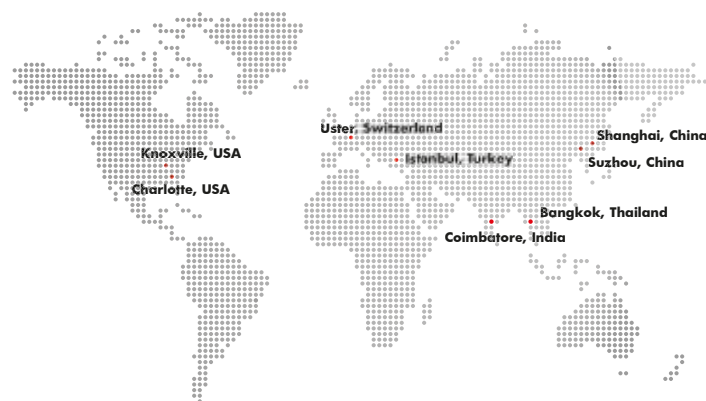 Uster, Switzerland
Shanghai, China
Knoxville, USA
Istanbul, Turkey
Suzhou, China
Charlotte, USA
Bangkok, Thailand
Coimbatore, India